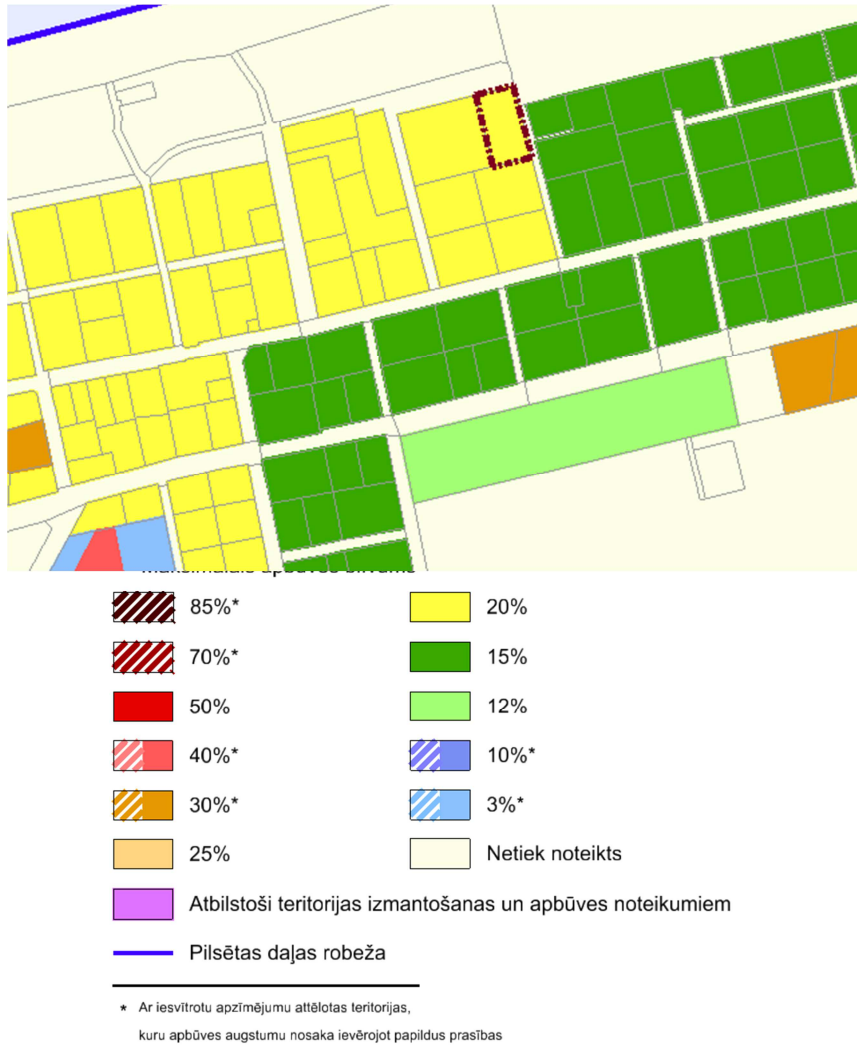 85%*
20%
70%*
15%
50%
12%
40%*
10%*
30%*
3%*
25%
Netiek noteikts
Atbilstoši teritorijas izmantošanas un apbūves noteikumiem
Pilsētas daļas robeža
* Ar iesvītrotu apzīmējumu attēlotas teritorijas,
kuru apbūves augstumu nosaka ievērojot papildus prasības